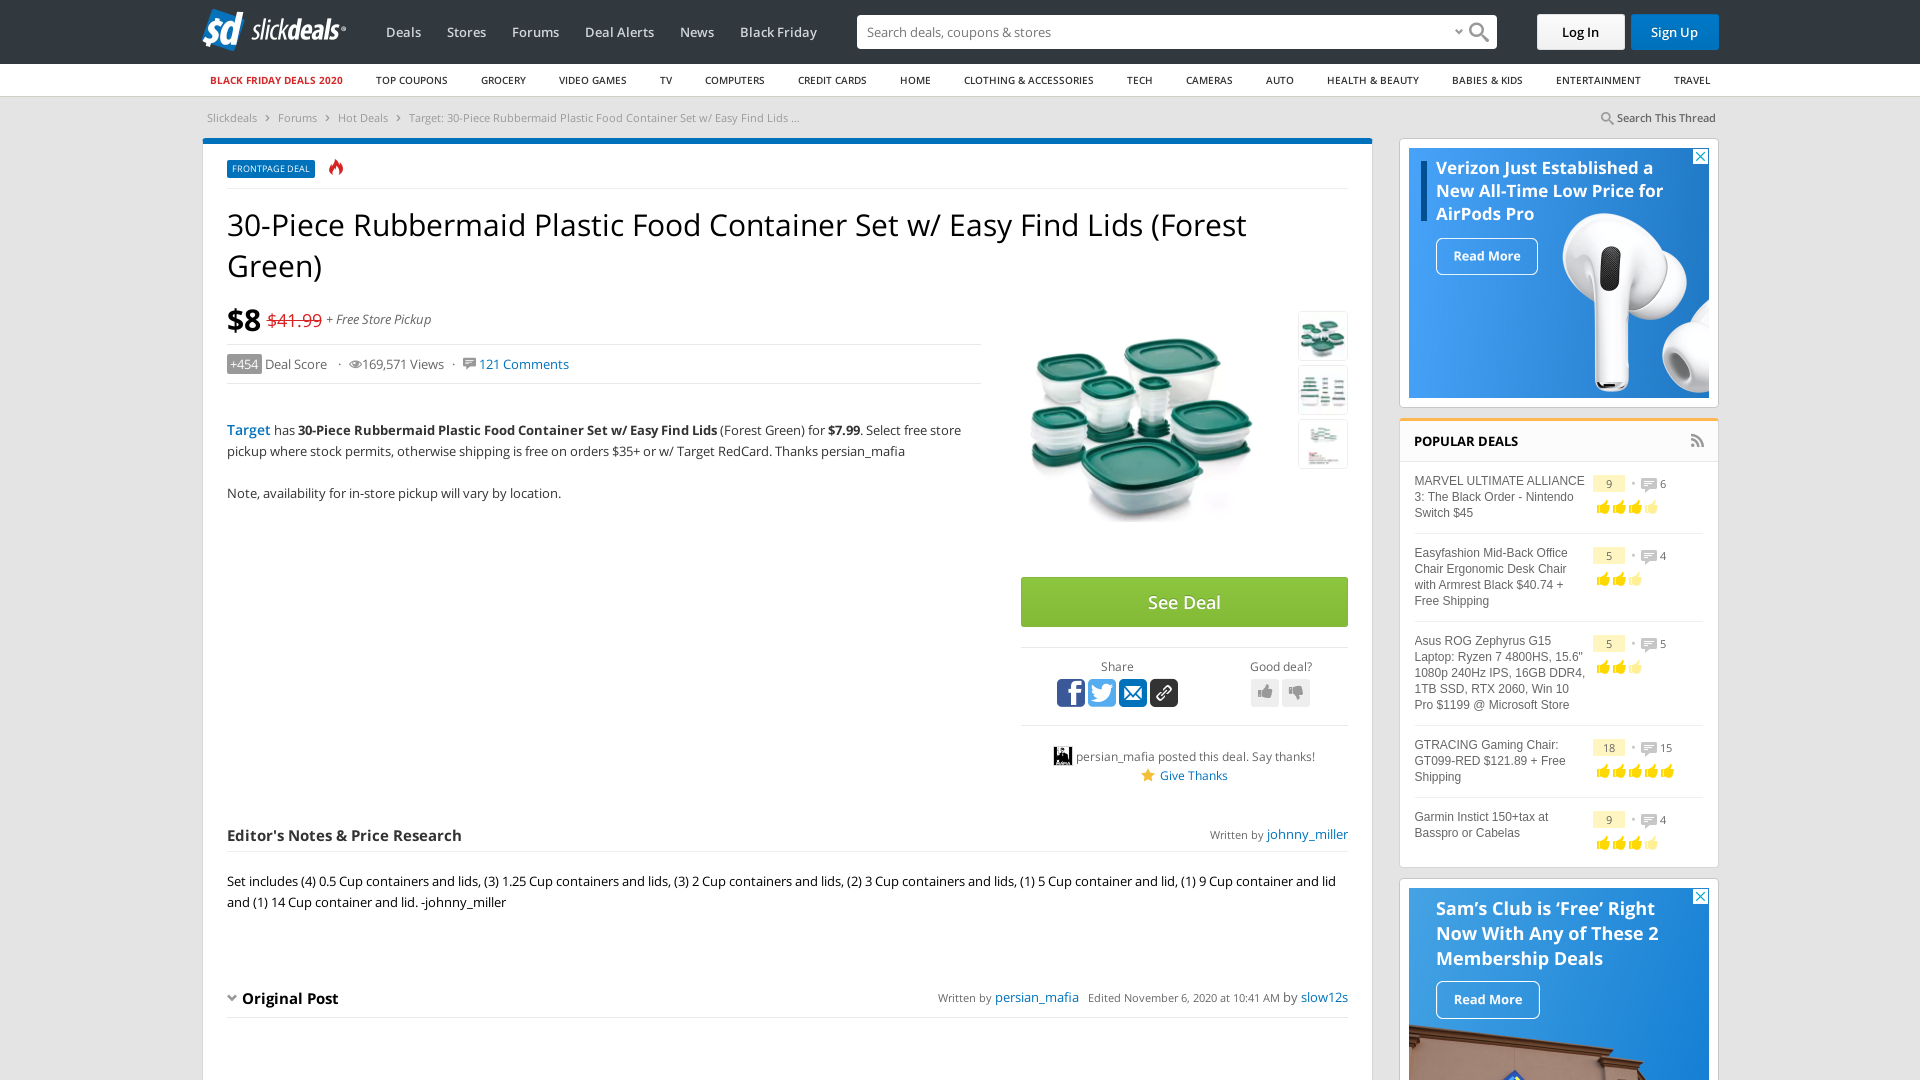 slickdeals
Deals Stores Forums Deal Alerts News Black Friday
Search deals, coupons & stores
Log In
Sign Up
BLACK FRIDAY DEALS 2020 TOP COUPONS GROCERY VIDEO GAMES TV COMPUTERS CREDIT CARDS HOME CLOTHING & ACCESSORIES TECH CAMERAS AUTO HEALTH & BEAUTY BABIES & KIDS ENTERTAINMENT TRAVEL
Slickdeals › Forums › Hot Deals › Target: 30-Piece Rubbermaid Plastic Food Container Set w/ Easy Find Lids ...
Search This Thread
FRONTPAGE DEAL
30-Piece Rubbermaid Plastic Food Container Set w/ Easy Find Lids (Forest
Green)
$8 $41.99 + Free Store Pickup
+454 Deal Score · 169,571 Views · 121 Comments
Target has 30-Piece Rubbermaid Plastic Food Container Set w/ Easy Find Lids (Forest Green) for $7.99. Select free store
pickup where stock permits, otherwise shipping is free on orders $35+ or w/ Target RedCard. Thanks persian_mafia
Note, availability for in-store pickup will vary by location.
See Deal
Share
Good deal?
persian_mafia posted this deal. Say thanks!
Give Thanks
Editor's Notes & Price Research
Written by johnny_miller
Set includes (4) 0.5 Cup containers and lids, (3) 1.25 Cup containers and lids, (3) 2 Cup containers and lids, (2) 3 Cup containers and lids, (1) 5 Cup container and lid, (1) 9 Cup container and lid
and (1) 14 Cup container and lid. -johnny_miller
Original Post
Written by persian_mafia Edited November 6, 2020 at 10:41 AM by slow12s
Verizon Just Established a
New All-Time Low Price for
AirPods Pro
Read More
POPULAR DEALS
MARVEL ULTIMATE ALLIANCE
3: The Black Order - Nintendo
Switch $45
9 • 6
Easyfashion Mid-Back Office
Chair Ergonomic Desk Chair
with Armrest Black $40.74 +
Free Shipping
5 • 4
Asus ROG Zephyrus G15
Laptop: Ryzen 7 4800HS, 15.6"
1080p 240Hz IPS, 16GB DDR4,
1TB SSD, RTX 2060, Win 10
Pro $1199 @ Microsoft Store
5 • 5
GTRACING Gaming Chair:
GT099-RED $121.89 + Free
Shipping
18 • 15
Garmin Instict 150+tax at
Basspro or Cabelas
9 • 4
Sam's Club is 'Free' Right
Now With Any of These 2
Membership Deals
Read More